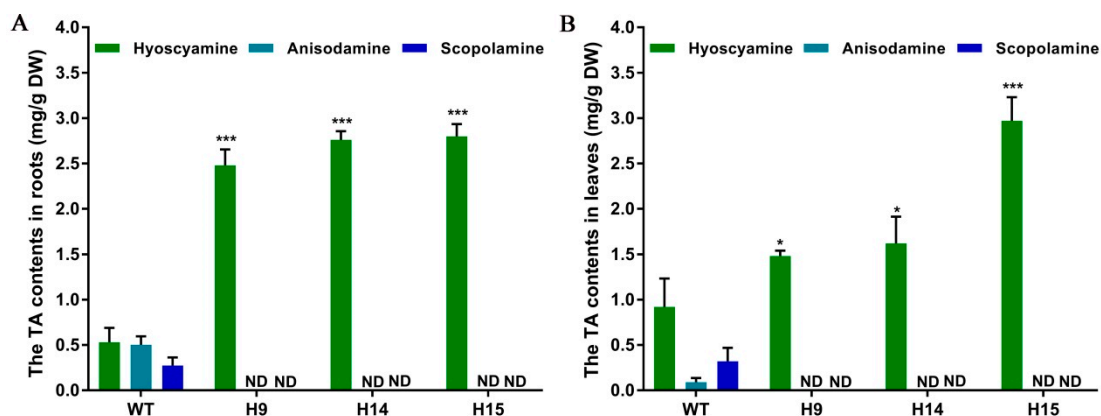 A
The TA contents in roots (mg/g DW)
4.0
3.5
3.0
2.5
2.0
1.5
1.0
0.5
0.0
Hyoscyamine Anisodamine Scopolamine
*** *** ***
ND ND ND ND ND ND
WT H9 H14 H15
B
The TA contents in leaves (mg/g DW)
4.0
3.5
3.0
2.5
2.0
1.5
1.0
0.5
0.0
Hyoscyamine Anisodamine Scopolamine
* * ***
ND ND ND ND ND ND
WT H9 H14 H15